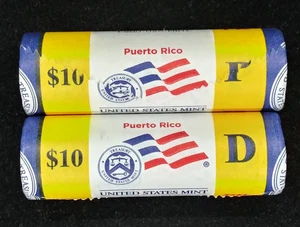 Puerto Rico
$10 P
UNITED STATES MINT
Puerto Rico
$10 D
UNITED STATES MINT